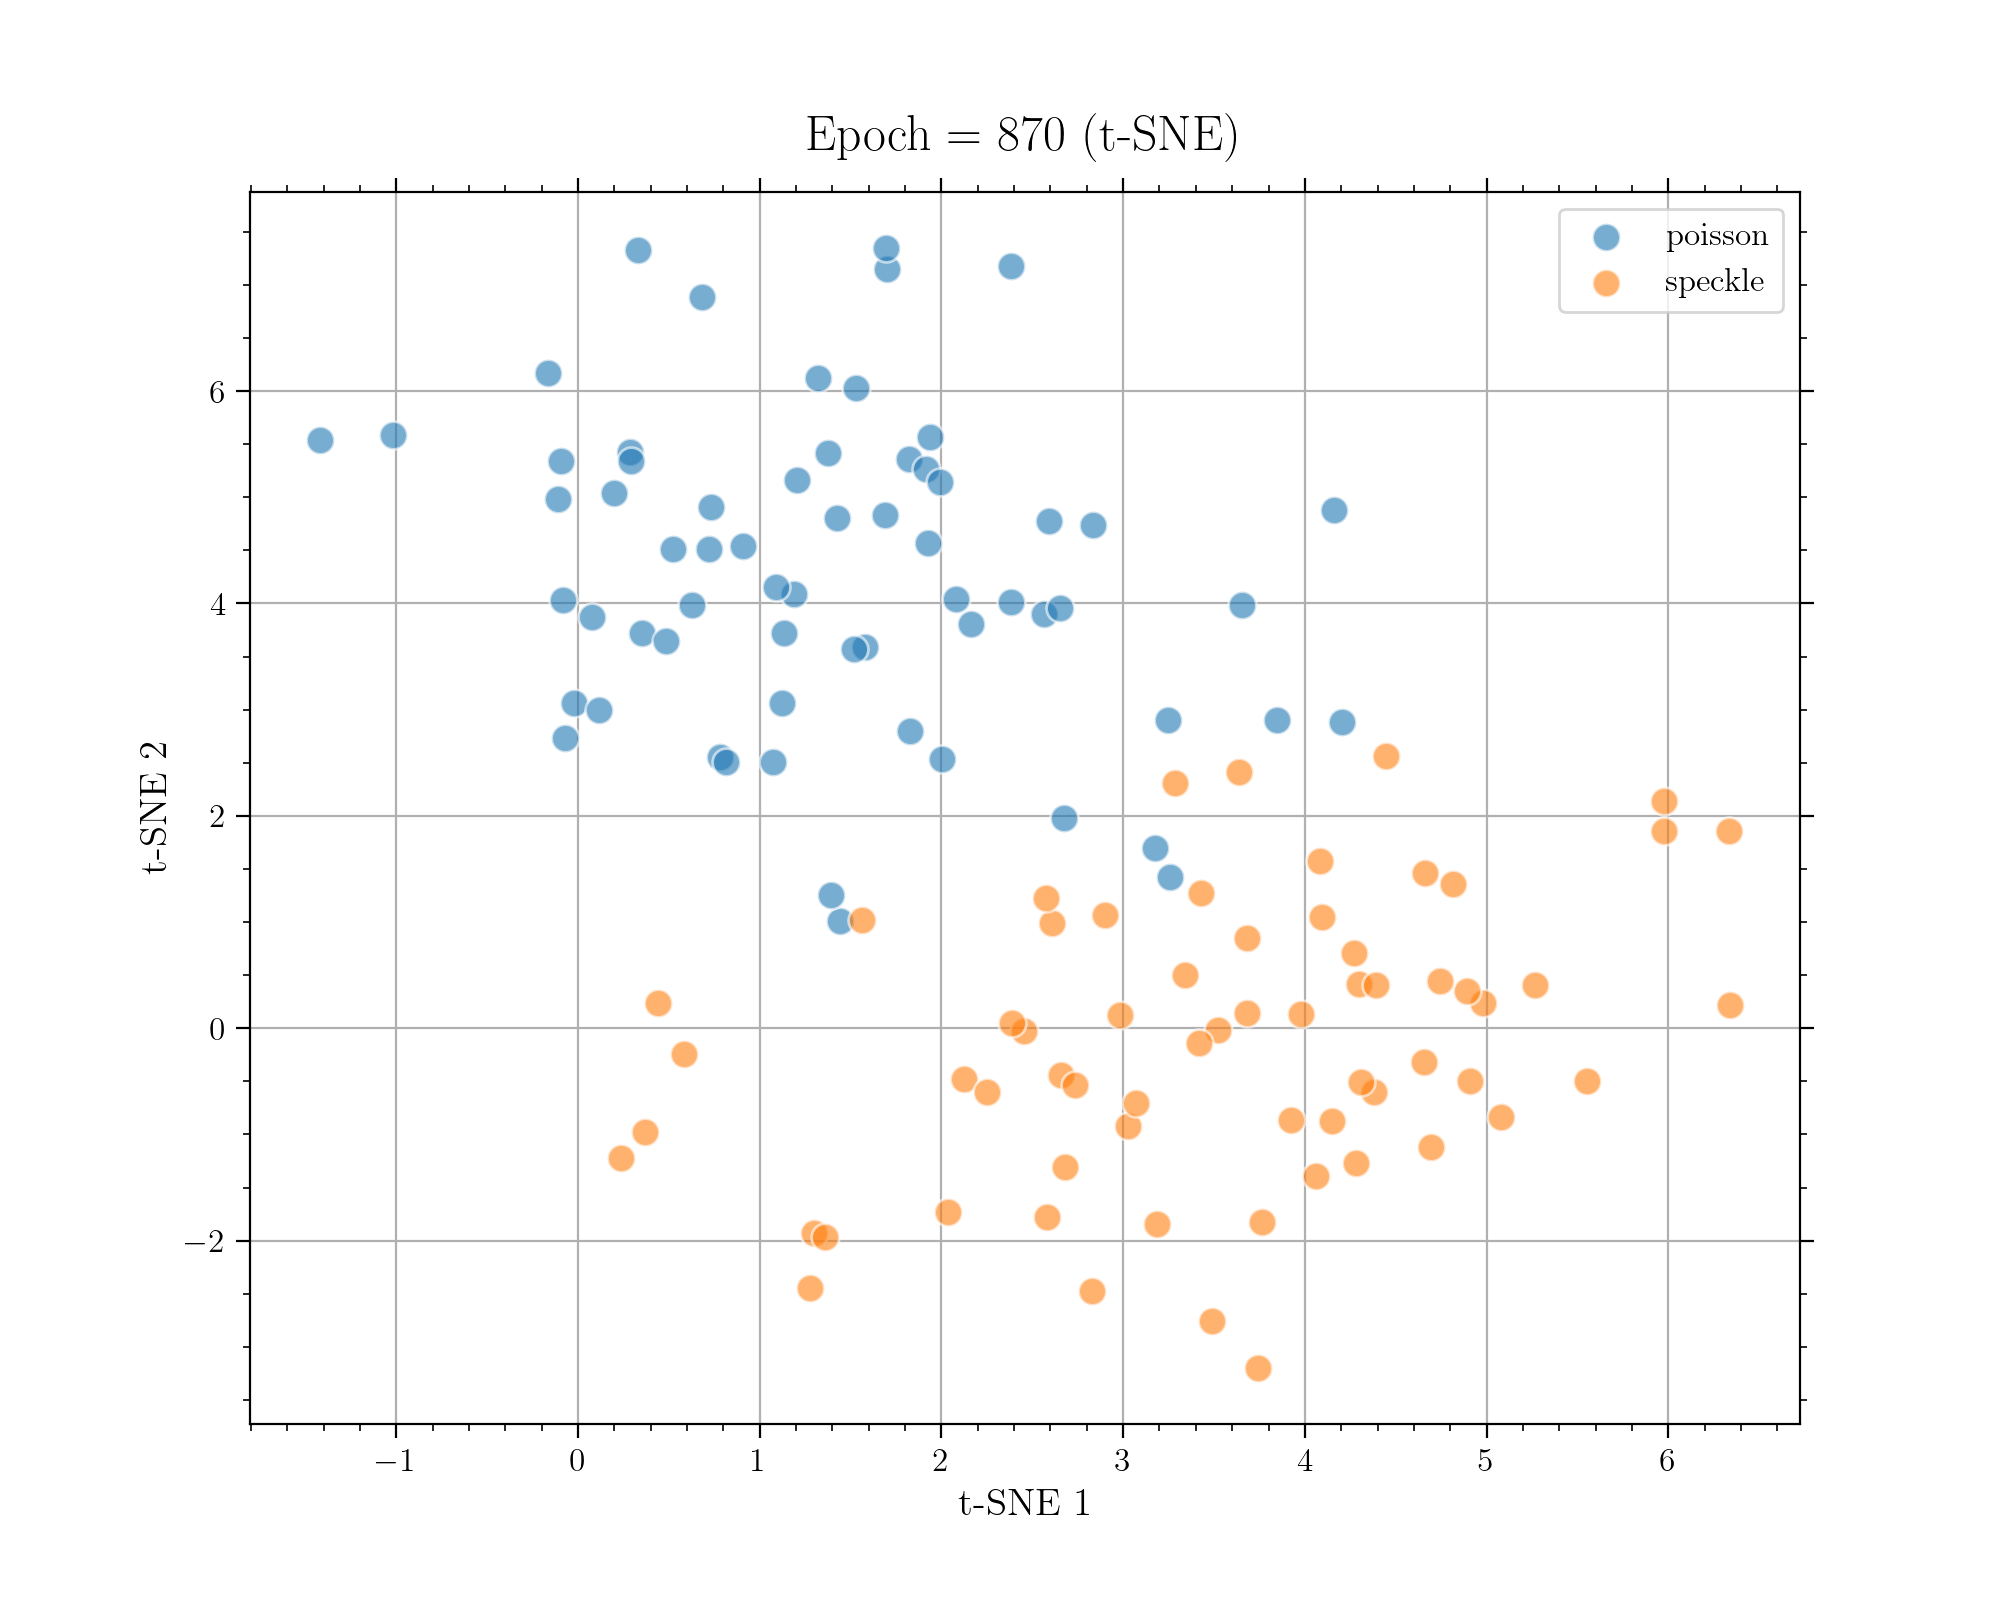 Epoch = 870 (t-SNE)
poisson
speckle
6
4
2
0
−2
t-SNE 2
−1 0 1 2 3 4 5 6
t-SNE 1